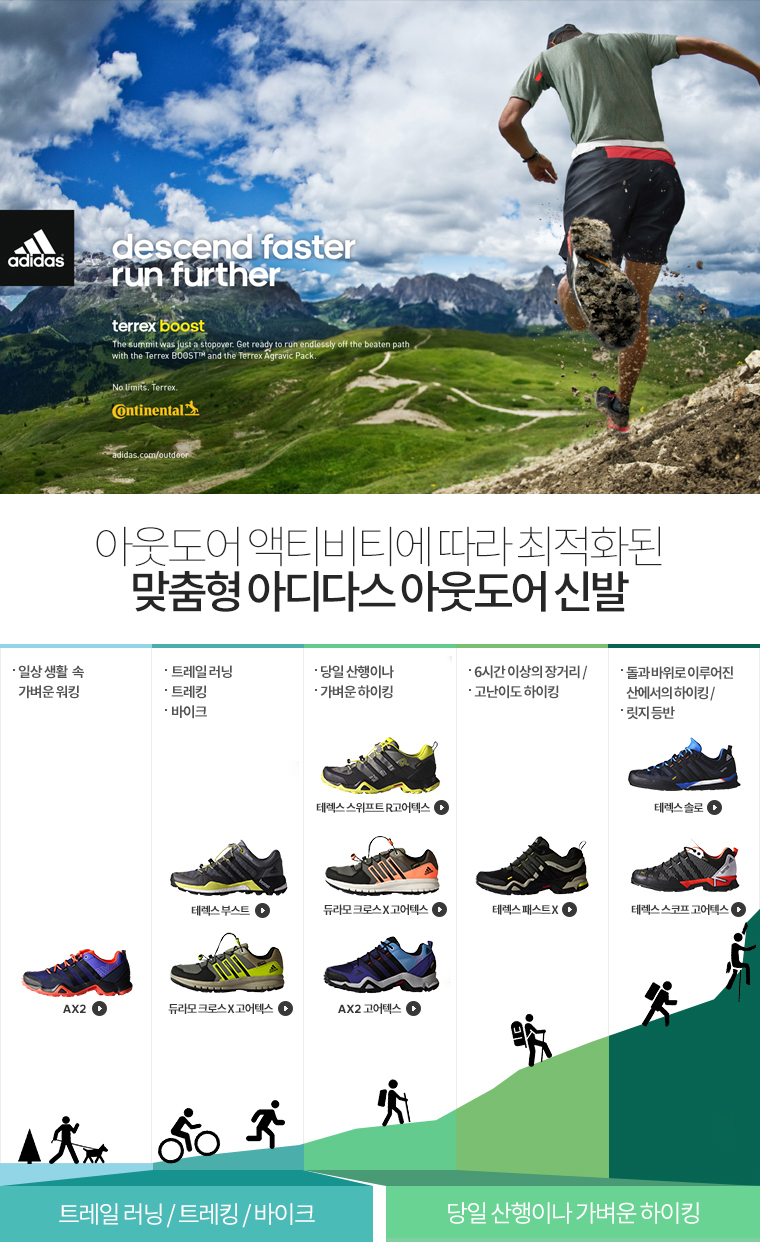 adidas
descend faster
run further
terrex boost
The summit was just a stopover. Get ready to run endlessly off the beaten path
with the Terrex BOOST™ and the Terrex Agravic Pack.
No limits. Terrex.
Continental
adidas.com/outdoor
아웃도어 액티비티에 따라 최적화된
맞춤형 아디다스 아웃도어 신발
· 일상 생활 속
가벼운 워킹
· 트레일 러닝
· 트레킹
· 바이크
· 당일 산행이나
· 가벼운 하이킹
· 6시간 이상의 장거리 /
· 고난이도 하이킹
· 돌과 바위로 이루어진
산에서의 하이킹 /
· 릿지 등반
테렉스 스위프트 R고어텍스
테렉스 솔로
테렉스 부스트
듀라모 크로스 X 고어텍스
테렉스 패스트 X
테렉스 스코프 고어텍스
AX2
듀라모 크로스 X 고어텍스
AX2 고어텍스
트레일 러닝 / 트레킹 / 바이크
당일 산행이나 가벼운 하이킹